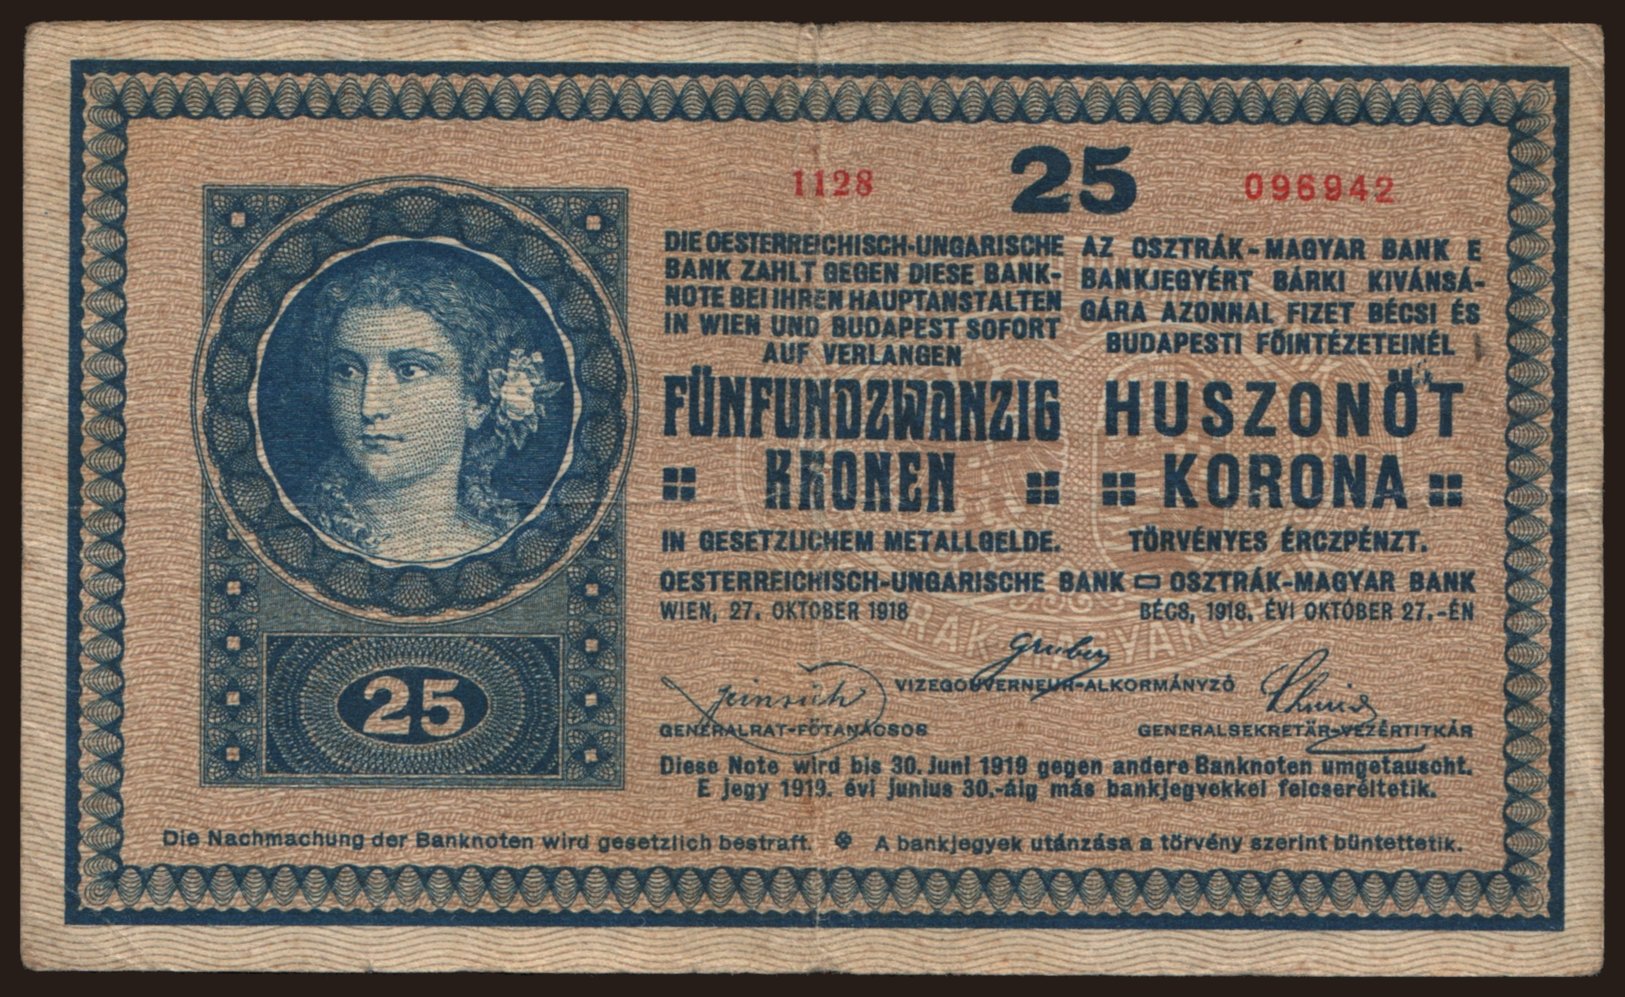 1128 25 096942
DIE OESTERREICHISCH-UNGARISCHE
BANK ZAHLT GEGEN DIESE BANK-
NOTE BEI IHREN HAUPTANSTALTEN
IN WIEN UND BUDAPEST SOFORT
AUF VERLANGEN
FÜNFUNDZWANZIG
KRONEN
IN GESETZLICHEM METALLGELDE.
AZ OSZTRÁK-MAGYAR BANK E
BANKJEGYÉRT BÁRKI KIVÁNSÁ-
GÁRA AZONNAL FIZET BÉCSI ÉS
BUDAPESTI FŐINTÉZETEINÉL
HUSZONÖT
KORONA
TÖRVÉNYES ÉRCZPÉNZT.
OESTERREICHISCH-UNGARISCHE BANK OSZTRÁK-MAGYAR BANK
WIEN, 27. OKTOBER 1918 BÉCS, 1918. ÉVI OKTÓBER 27.-ÉN
Gruber
VIZEGOUVERNEUR-ALKORMÁNYZÓ
25
GENERALRAT-FŐTANÁCSOS GENERALSEKRETÄR-VEZÉRTITKÁR
Diese Note wird bis 30. Juni 1919 gegen andere Banknoten umgetauscht.
E jegy 1919. évi junius 30.-áig más bankjegyekkel felcseréltetik.
Die Nachmachung der Banknoten wird gesetzlich bestraft. A bankjegyek utánzása a törvény szerint büntettetik.